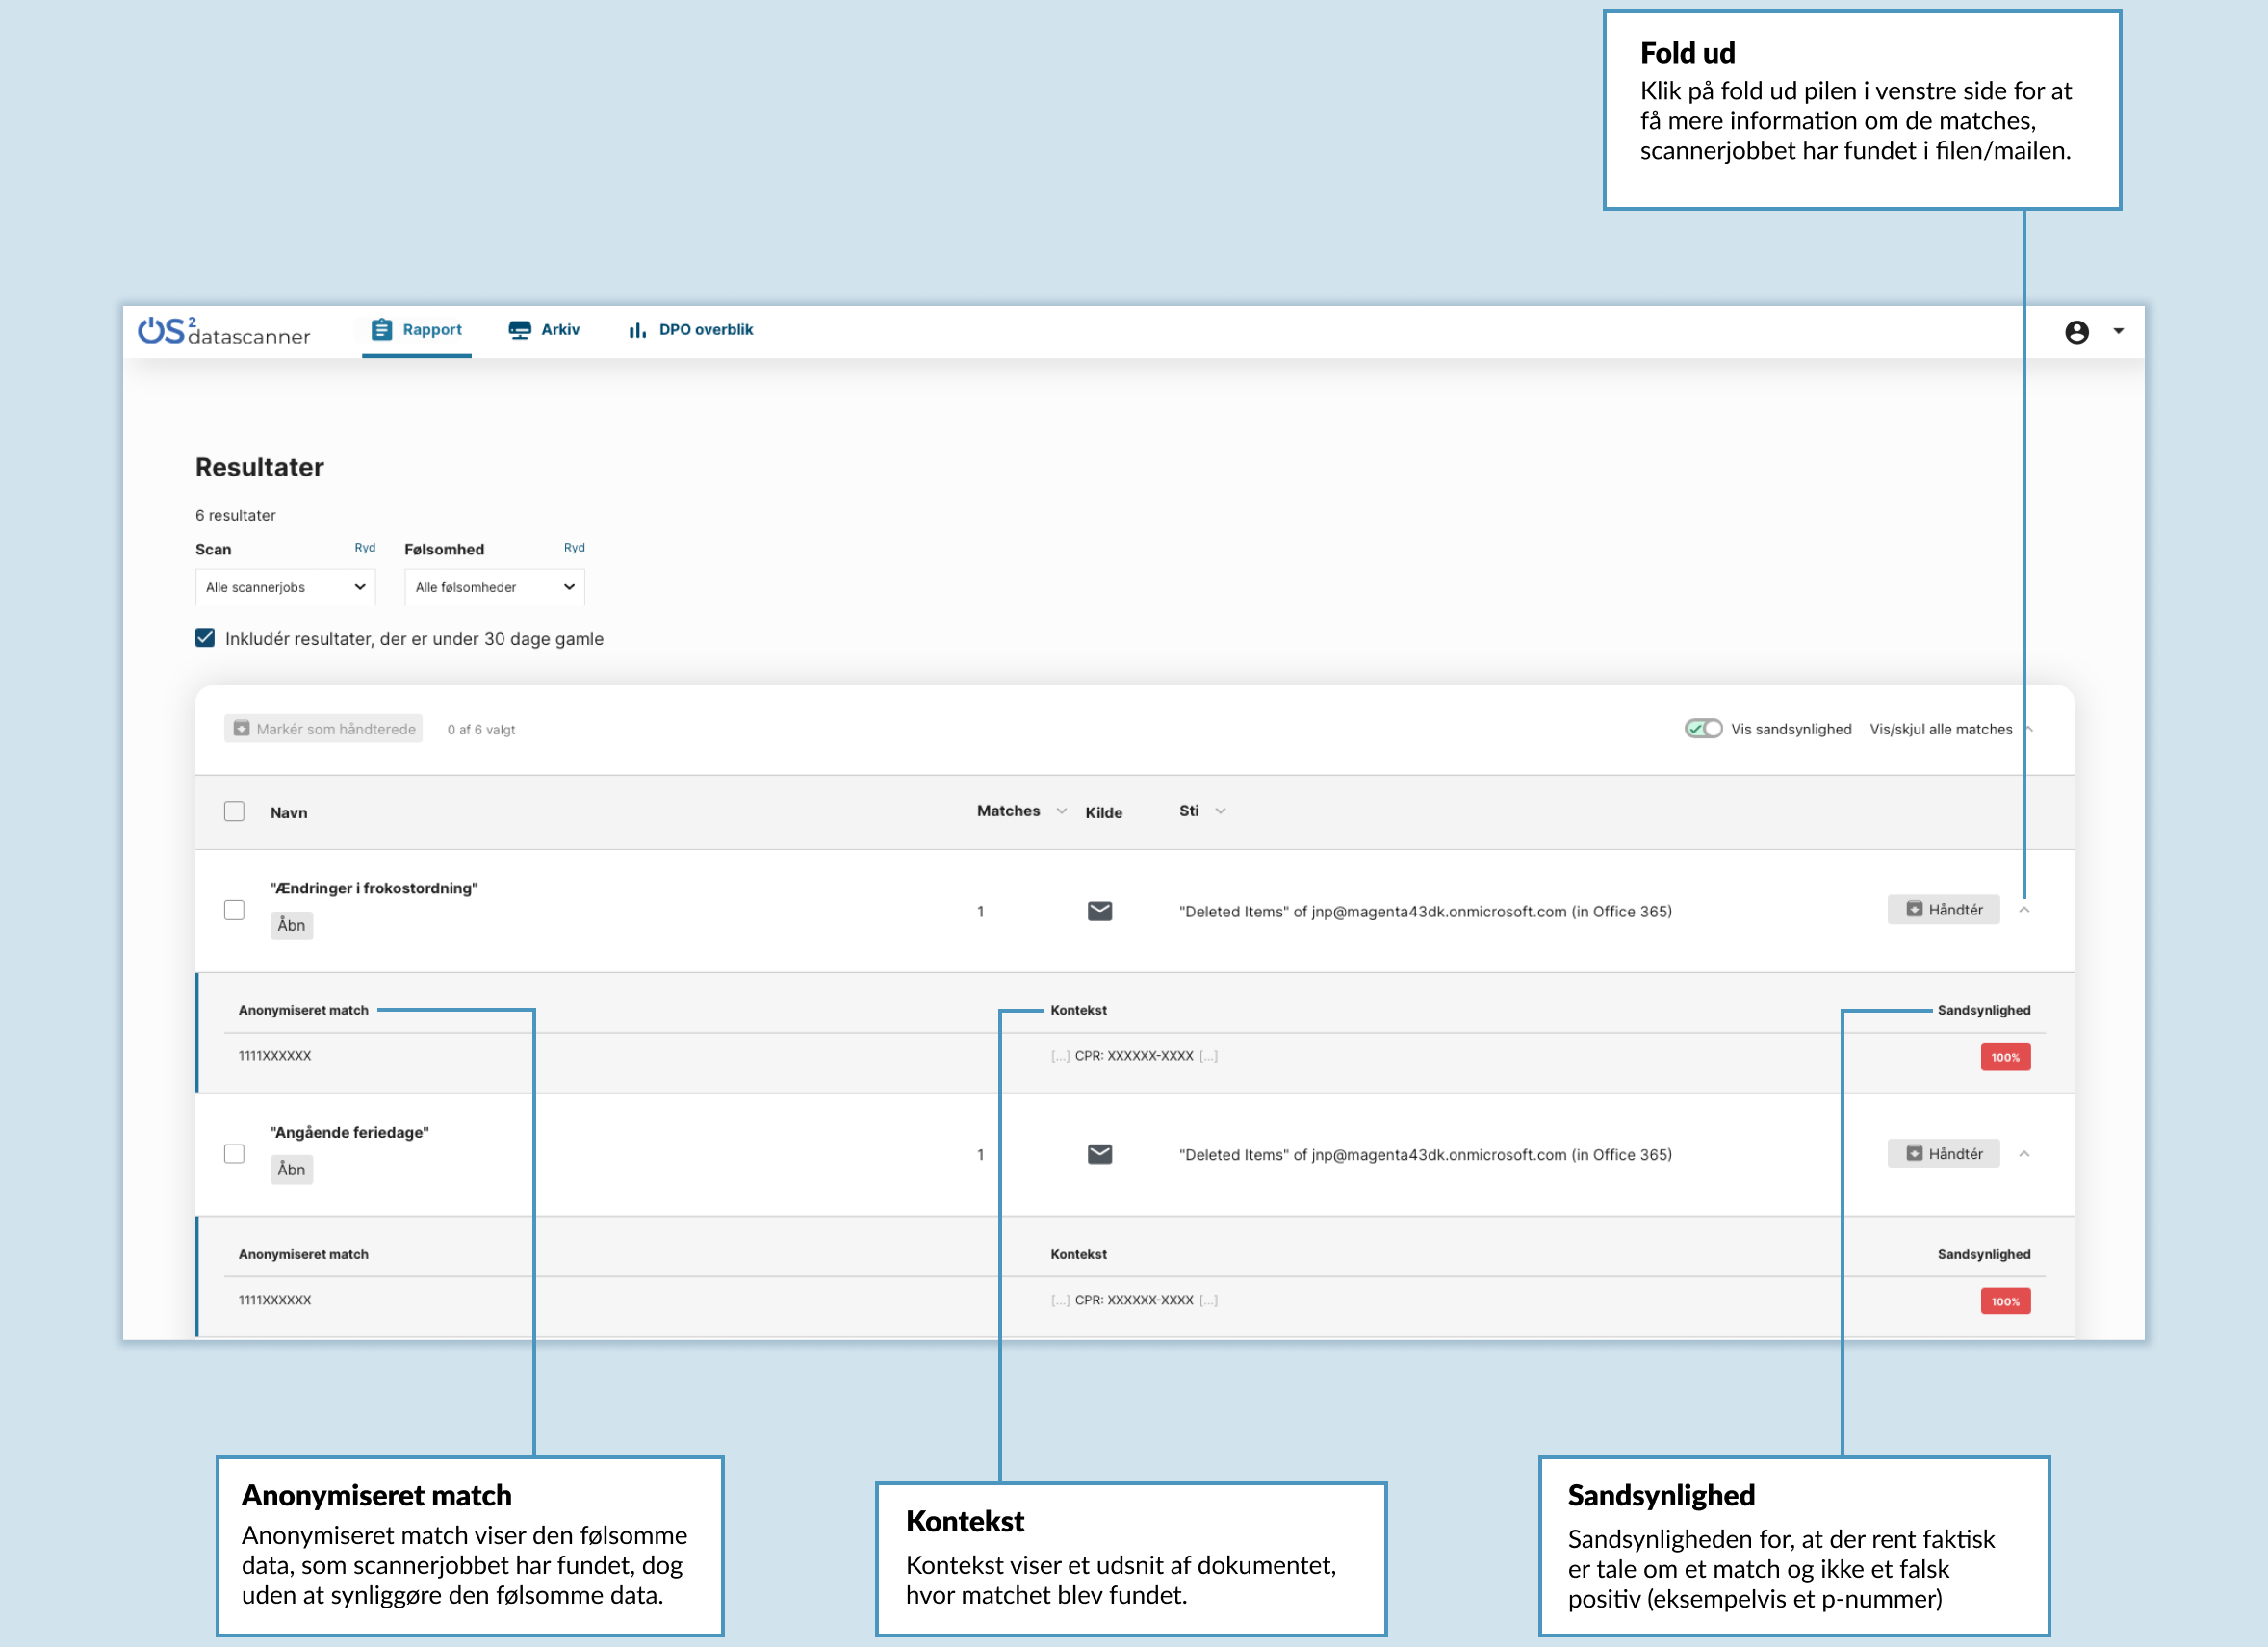 Fold ud
Klik på fold ud pilen i venstre side for at
få mere information om de matches,
scannerjobbet har fundet i filen/mailen.
OS2datascanner
Rapport
Arkiv
DPO overblik
Resultater
6 resultater
Scan Ryd Følsomhed Ryd
Alle scannerjobs Alle følsomheder
Inkludér resultater, der er under 30 dage gamle
Markér som håndterede 0 af 6 valgt Vis sandsynlighed Vis/skjul alle matches
Navn Matches Kilde Sti
"Ændringer i frokostordning"
Åbn
1 "Deleted Items" of jnp@magenta43dk.onmicrosoft.com (in Office 365) Håndtér
Anonymiseret match Kontekst Sandsynlighed
1111XXXXXX [...] CPR: XXXXXX-XXXX [...] 100%
"Angående feriedage"
Åbn
1 "Deleted Items" of jnp@magenta43dk.onmicrosoft.com (in Office 365) Håndtér
Anonymiseret match Kontekst Sandsynlighed
1111XXXXXX [...] CPR: XXXXXX-XXXX [...] 100%
Anonymiseret match
Anonymiseret match viser den følsomme
data, som scannerjobbet har fundet, dog
uden at synliggøre den følsomme data.
Kontekst
Kontekst viser et udsnit af dokumentet,
hvor matchet blev fundet.
Sandsynlighed
Sandsynligheden for, at der rent faktisk
er tale om et match og ikke et falsk
positiv (eksempelvis et p-nummer)